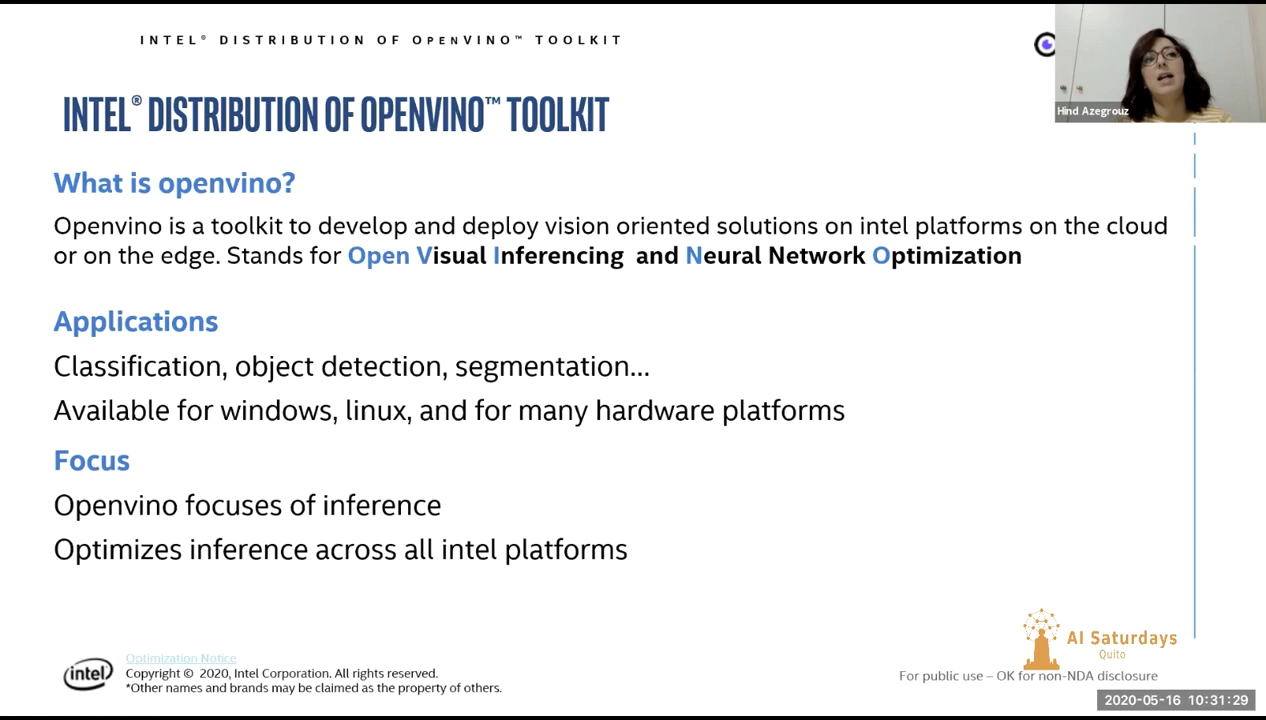 INTEL® DISTRIBUTION OF OPENVINO™ TOOLKIT
INTEL® DISTRIBUTION OF OPENVINO™ TOOLKIT
Hind Azegrouz
What is openvino?
Openvino is a toolkit to develop and deploy vision oriented solutions on intel platforms on the cloud
or on the edge. Stands for Open Visual Inferencing and Neural Network Optimization
Applications
Classification, object detection, segmentation...
Available for windows, linux, and for many hardware platforms
Focus
Openvino focuses of inference
Optimizes inference across all intel platforms
AI Saturdays
Quito
intel
Optimization Notice
Copyright © 2020, Intel Corporation. All rights reserved.
*Other names and brands may be claimed as the property of others.
For public use – OK for non-NDA disclosure
2020-05-16 10:31:29